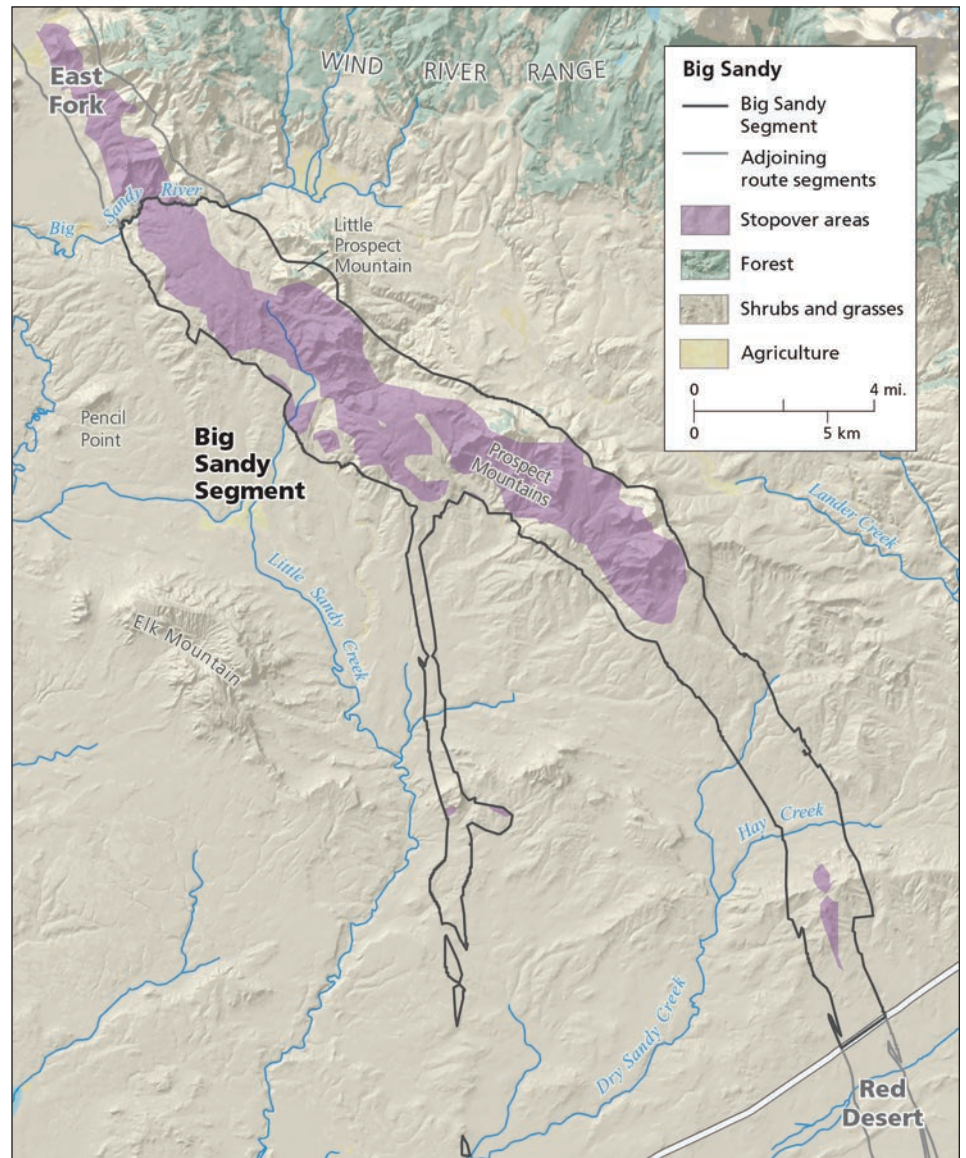 WIND RIVER RANGE
East
Fork
Big Sandy River
Little
Prospect
Mountain
Pencil
Point
Big
Sandy
Segment
Prospect
Mountains
Lander Creek
Little Sandy Creek
Elk Mountain
Hay Creek
Dry Sandy Creek
Red
Desert
Big Sandy
Big Sandy
Segment
Adjoining
route segments
Stopover areas
Forest
Shrubs and grasses
Agriculture
0 4 mi.
0 5 km